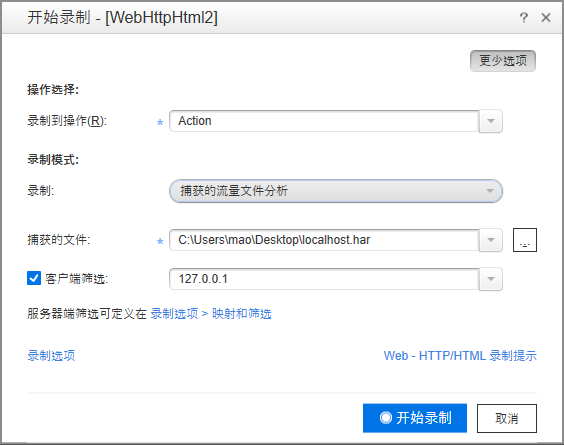 开始录制 - [WebHttpHtml2]
更少选项
操作选择:
录制到操作(R): * Action
录制模式:
录制: 捕获的流量文件分析
捕获的文件: * C:\Users\mao\Desktop\localhost.har ...
客户端筛选: 127.0.0.1
服务器端筛选可定义在 录制选项 > 映射和筛选
录制选项 Web - HTTP/HTML 录制提示
开始录制 取消